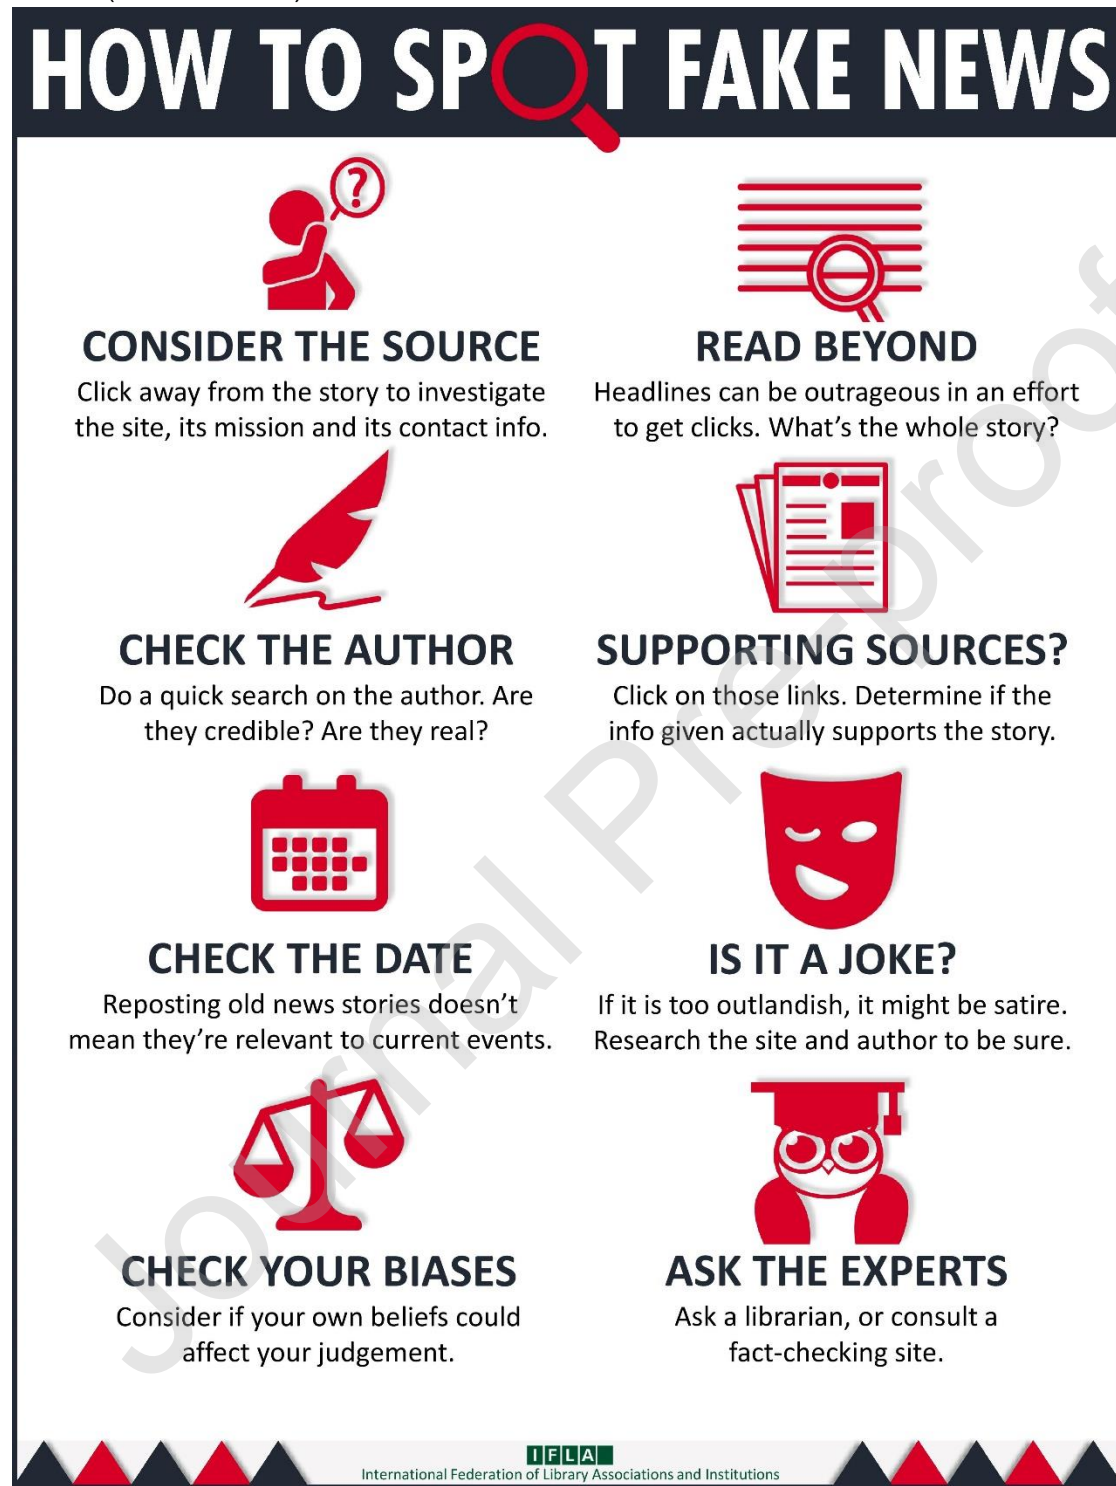 HOW TO SPOT FAKE NEWS
?
CONSIDER THE SOURCE
Click away from the story to investigate
the site, its mission and its contact info.
READ BEYOND
Headlines can be outrageous in an effort
to get clicks. What's the whole story?
CHECK THE AUTHOR
Do a quick search on the author. Are
they credible? Are they real?
SUPPORTING SOURCES?
Click on those links. Determine if the
info given actually supports the story.
CHECK THE DATE
Reposting old news stories doesn't
mean they're relevant to current events.
IS IT A JOKE?
If it is too outlandish, it might be satire.
Research the site and author to be sure.
CHECK YOUR BIASES
Consider if your own beliefs could
affect your judgement.
ASK THE EXPERTS
Ask a librarian, or consult a
fact-checking site.
IFLA
International Federation of Library Associations and Institutions
Journal Pre-proof